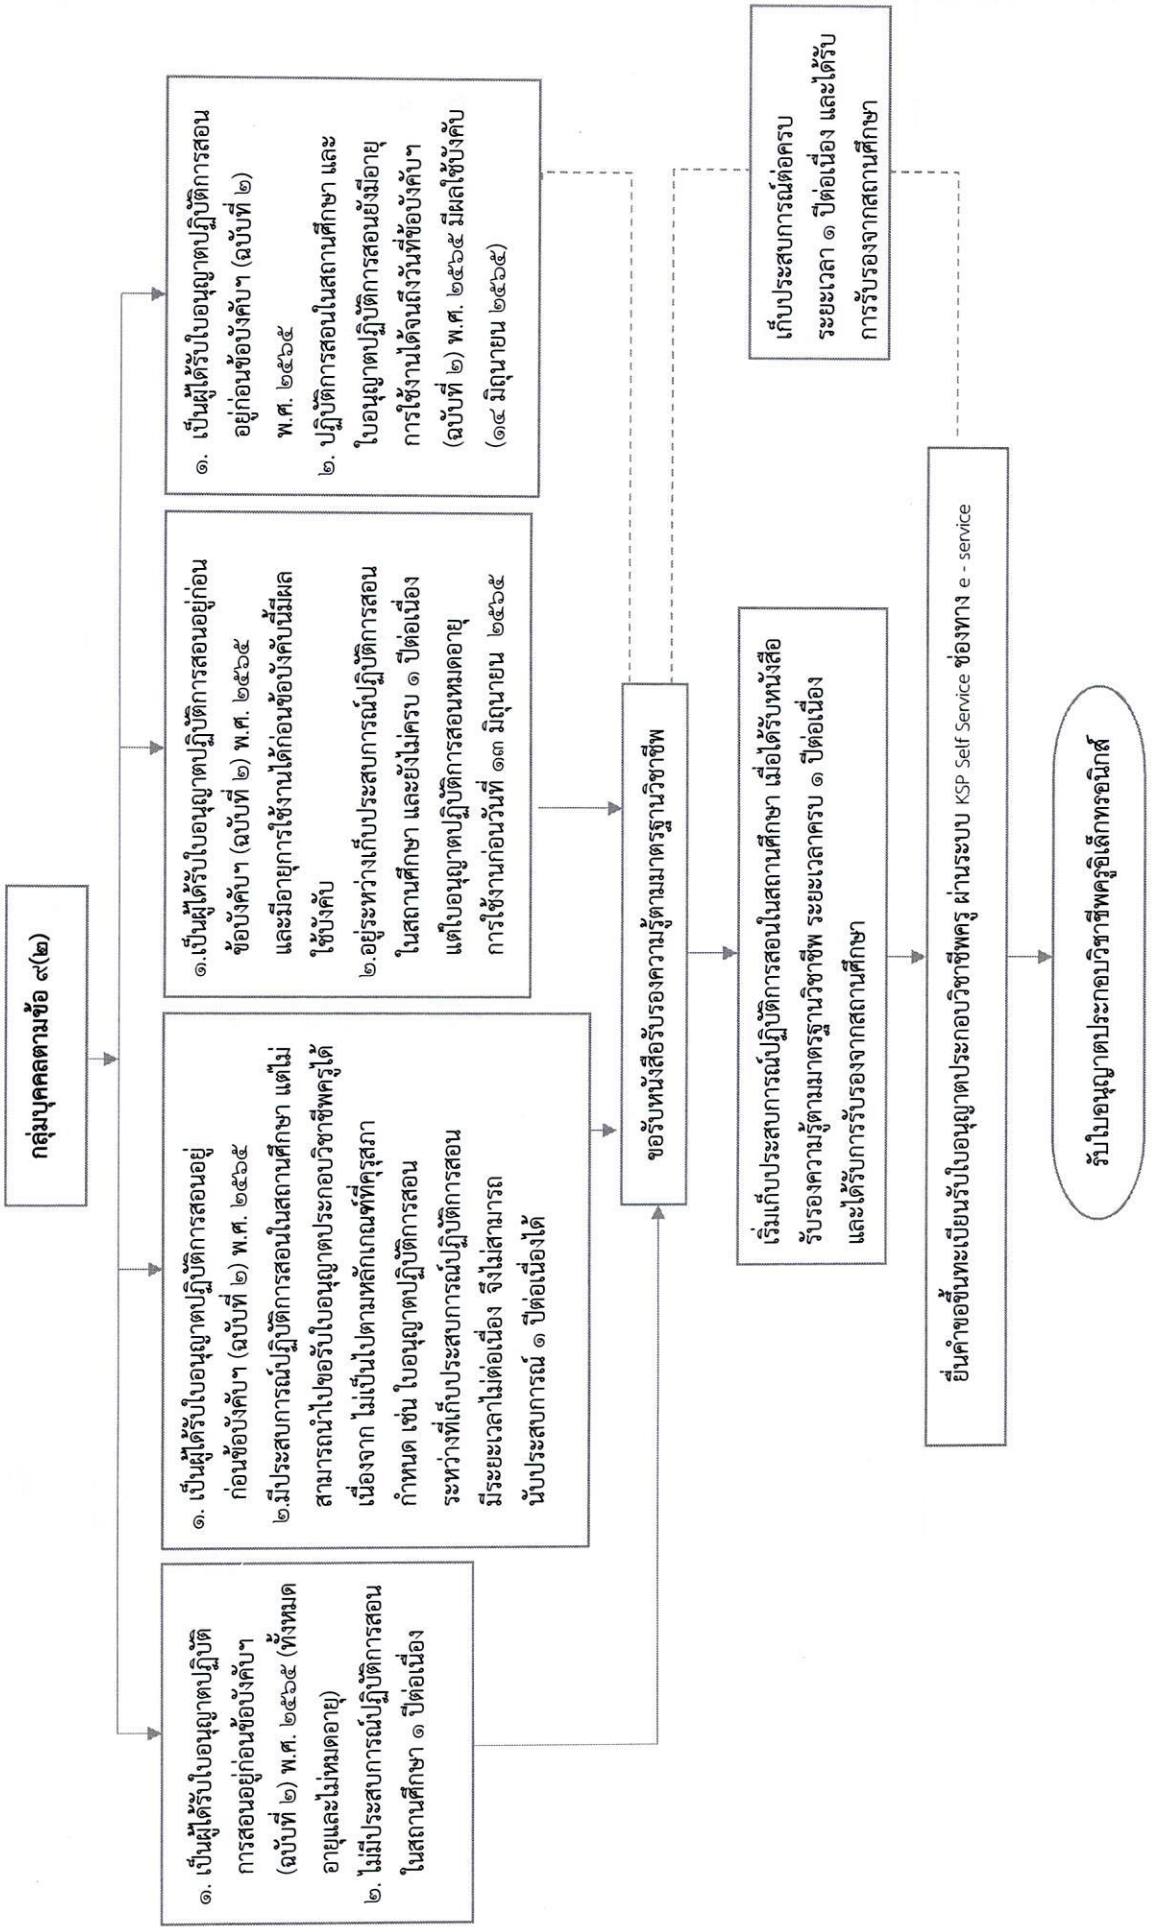 กลุ่มบุคคลตามข้อ ๙(๒)
๑. เป็นผู้ได้รับใบอนุญาตปฏิบัติ
การสอนอยู่ก่อนข้อบังคับฯ
(ฉบับที่ ๒) พ.ศ. ๒๕๖๕ (ทั้งหมด
อายุและไม่หมดอายุ)
๒. ไม่มีประสบการณ์ปฏิบัติการสอน
ในสถานศึกษา ๑ ปีต่อเนื่อง
๑. เป็นผู้ได้รับใบอนุญาตปฏิบัติการสอนอยู่
ก่อนข้อบังคับฯ (ฉบับที่ ๒) พ.ศ. ๒๕๖๕
๒.มีประสบการณ์ปฏิบัติการสอนในสถานศึกษา แต่ไม่
สามารถนำไปขอรับใบอนุญาตประกอบวิชาชีพครูได้
เนื่องจาก ไม่เป็นไปตามหลักเกณฑ์ที่คุรุสภา
กำหนด เช่น ใบอนุญาตปฏิบัติการสอน
ระหว่างที่เก็บประสบการณ์ปฏิบัติการสอน
มีระยะเวลาไม่ต่อเนื่อง จึงไม่สามารถ
นับประสบการณ์ ๑ ปีต่อเนื่องได้
๑.เป็นผู้ได้รับใบอนุญาตปฏิบัติการสอนอยู่ก่อน
ข้อบังคับฯ (ฉบับที่ ๒) พ.ศ. ๒๕๖๕
และมีอายุการใช้งานได้ก่อนข้อบังคับนี้มีผล
ใช้บังคับ
๒.อยู่ระหว่างเก็บประสบการณ์ปฏิบัติการสอน
ในสถานศึกษา และยังไม่ครบ ๑ ปีต่อเนื่อง
แต่ใบอนุญาตปฏิบัติการสอนหมดอายุ
การใช้งานก่อนวันที่ ๑๓ มิถุนายน ๒๕๖๕
๑. เป็นผู้ได้รับใบอนุญาตปฏิบัติการสอน
อยู่ก่อนข้อบังคับฯ (ฉบับที่ ๒)
พ.ศ. ๒๕๖๕
๒. ปฏิบัติการสอนในสถานศึกษา และ
ใบอนุญาตปฏิบัติการสอนยังมีอายุ
การใช้งานได้จนถึงวันที่ข้อบังคับฯ
(ฉบับที่ ๒) พ.ศ. ๒๕๖๕ มีผลใช้บังคับ
(๑๔ มิถุนายน ๒๕๖๕)
ขอรับหนังสือรับรองความรู้ตามมาตรฐานวิชาชีพ
เริ่มเก็บประสบการณ์ปฏิบัติการสอนในสถานศึกษา เมื่อได้รับหนังสือ
รับรองความรู้ตามมาตรฐานวิชาชีพ ระยะเวลาครบ ๑ ปีต่อเนื่อง
และได้รับการรับรองจากสถานศึกษา
เก็บประสบการณ์ต่อครบ
ระยะเวลา ๑ ปีต่อเนื่อง และได้รับ
การรับรองจากสถานศึกษา
ยื่นคำขอขึ้นทะเบียนรับใบอนุญาตประกอบวิชาชีพครู ผ่านระบบ KSP Self Service ช่องทาง e - service
รับใบอนุญาตประกอบวิชาชีพครูอิเล็กทรอนิกส์